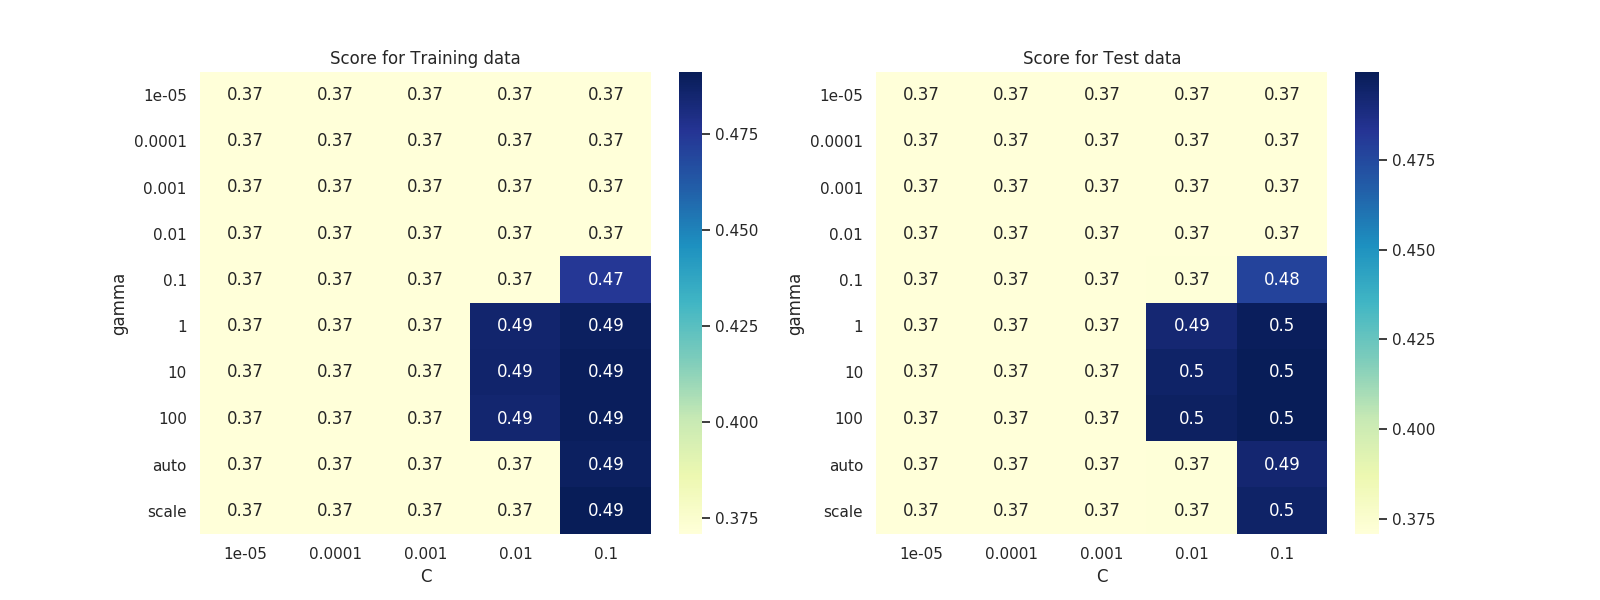 Score for Training data
1e-05 0.37 0.37 0.37 0.37 0.37
0.0001 0.37 0.37 0.37 0.37 0.37
0.001 0.37 0.37 0.37 0.37 0.37
0.01 0.37 0.37 0.37 0.37 0.37
0.1 0.37 0.37 0.37 0.37 0.47
1 0.37 0.37 0.37 0.49 0.49
10 0.37 0.37 0.37 0.49 0.49
100 0.37 0.37 0.37 0.49 0.49
auto 0.37 0.37 0.37 0.37 0.49
scale 0.37 0.37 0.37 0.37 0.49
1e-05 0.0001 0.001 0.01 0.1
C
gamma
0.475
0.450
0.425
0.400
0.375
Score for Test data
1e-05 0.37 0.37 0.37 0.37 0.37
0.0001 0.37 0.37 0.37 0.37 0.37
0.001 0.37 0.37 0.37 0.37 0.37
0.01 0.37 0.37 0.37 0.37 0.37
0.1 0.37 0.37 0.37 0.37 0.48
1 0.37 0.37 0.37 0.49 0.5
10 0.37 0.37 0.37 0.5 0.5
100 0.37 0.37 0.37 0.5 0.5
auto 0.37 0.37 0.37 0.37 0.49
scale 0.37 0.37 0.37 0.37 0.5
1e-05 0.0001 0.001 0.01 0.1
C
gamma
0.475
0.450
0.425
0.400
0.375